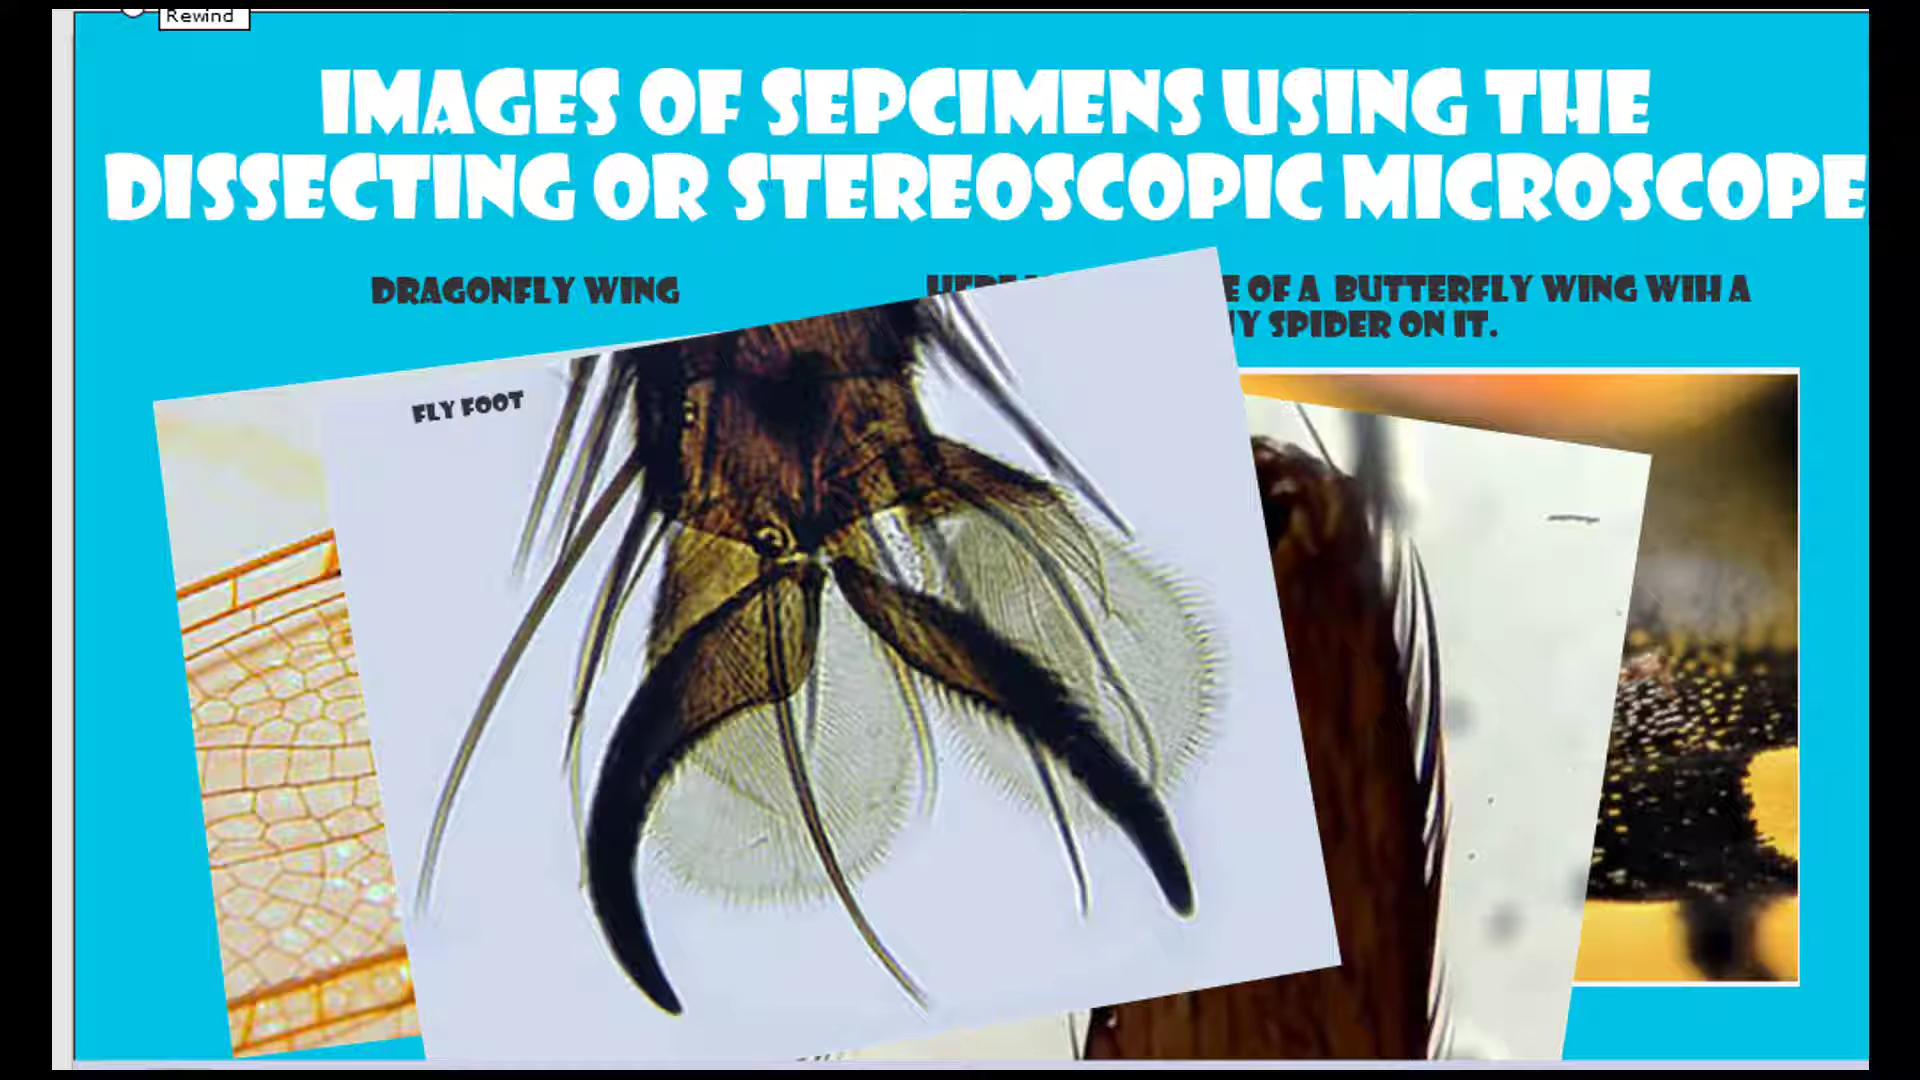 Rewind
IMAGES OF SEPCIMENS USING THE
DISSECTING OR STEREOSCOPIC MICROSCOPE
DRAGONFLY WING
OF A BUTTERFLY WING WIH A
SPIDER ON IT.
FLY FOOT